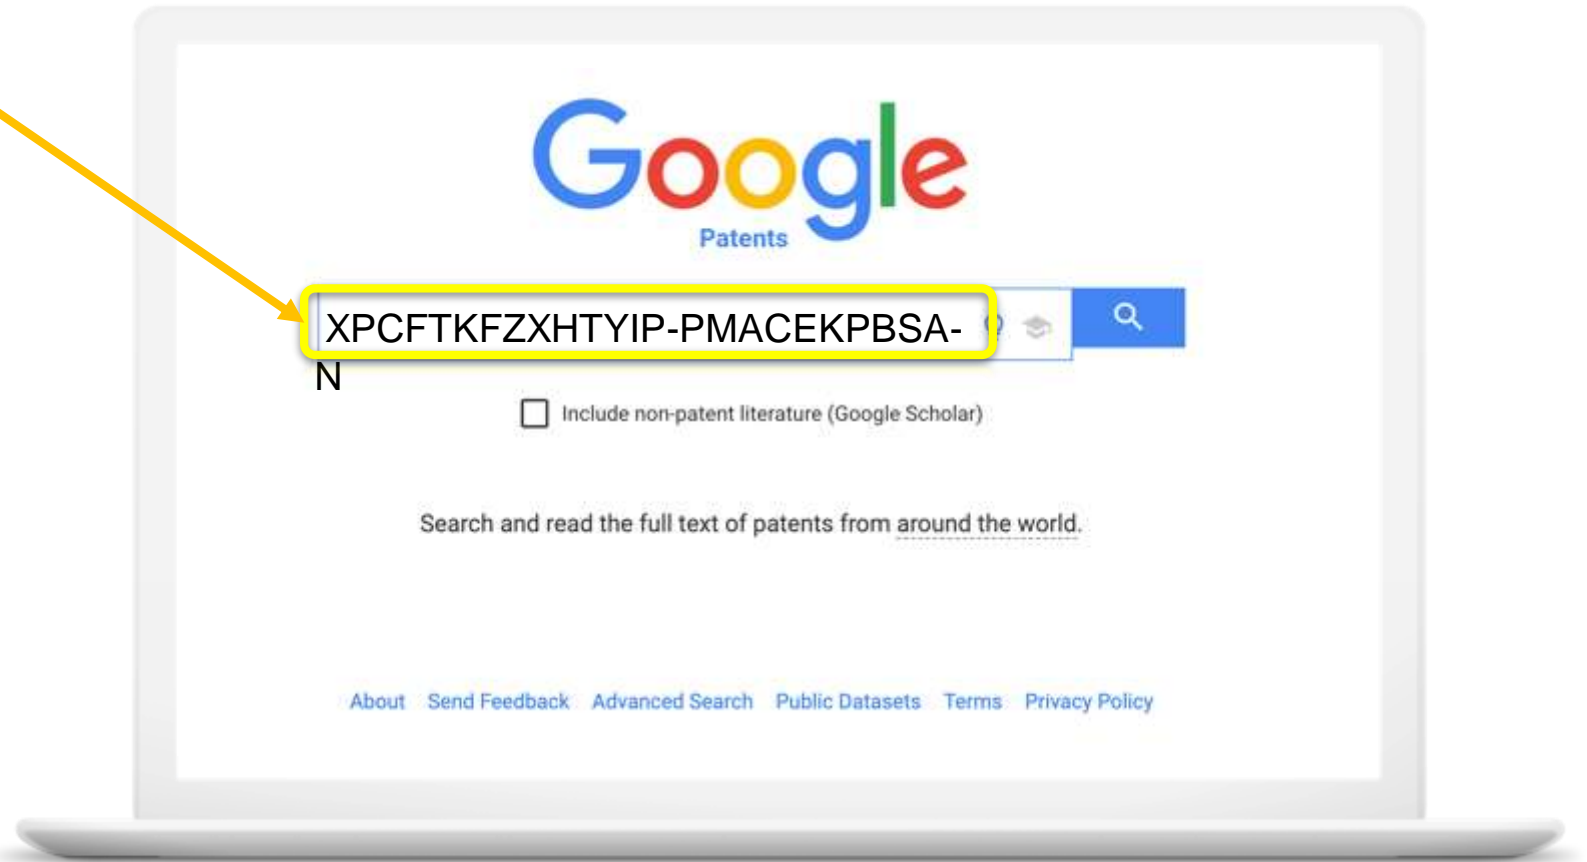 Google
Patents
XPCFTKFZXHTYIP-PMACEKPBSA-
N
Include non-patent literature (Google Scholar)
Search and read the full text of patents from around the world.
About Send Feedback Advanced Search Public Datasets Terms Privacy Policy